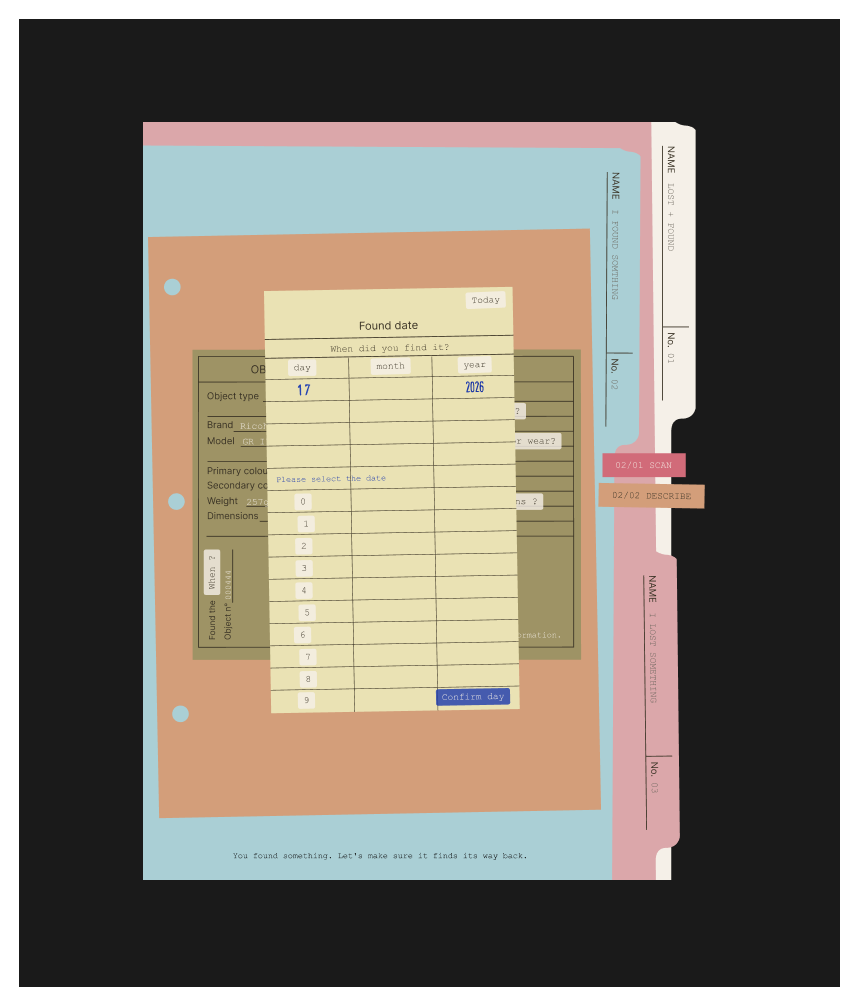 Today
Found date
When did you find it?
day month year
17 2026
Please select the date
0
1
2
3
4
5
6
7
8
9
Confirm day
OB
Object type
?
Brand
Model GR I
r wear?
Primary colou
Secondary co
Weight 257
ns ?
Dimensions
Found the When ?
Object n°
ormation.
You found something. Let's make sure it finds its way back.
NAME I FOUND SOMTHING
No. 02
NAME LOST + FOUND
No. 01
02/01 SCAN
02/02 DESCRIBE
NAME I LOST SOMETHING
No. 03